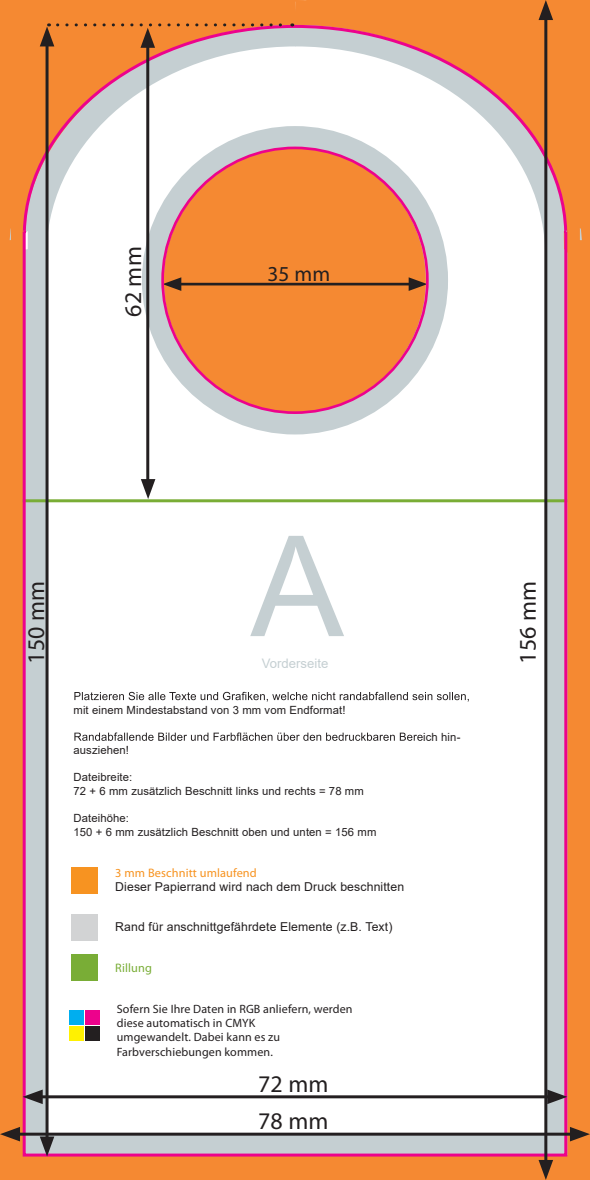 35 mm
62 mm
A
Vorderseite
150 mm
156 mm
Platzieren Sie alle Texte und Grafiken, welche nicht randabfallend sein sollen,
mit einem Mindestabstand von 3 mm vom Endformat!
Randabfallende Bilder und Farbflächen über den bedruckbaren Bereich hin-
ausziehen!
Dateibreite:
72 + 6 mm zusätzlich Beschnitt links und rechts = 78 mm
Dateihöhe:
150 + 6 mm zusätzlich Beschnitt oben und unten = 156 mm
3 mm Beschnitt umlaufend
Dieser Papierrand wird nach dem Druck beschnitten
Rand für anschnittgefährdete Elemente (z.B. Text)
Rillung
Sofern Sie Ihre Daten in RGB anliefern, werden
diese automatisch in CMYK
umgewandelt. Dabei kann es zu
Farbverschiebungen kommen.
72 mm
78 mm